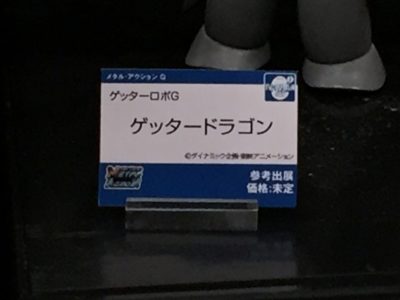 メタル・アクション G
ゲッターロボG
ゲッタードラゴン
©ダイナミック企画・東映アニメーション
参考出展
価格:未定